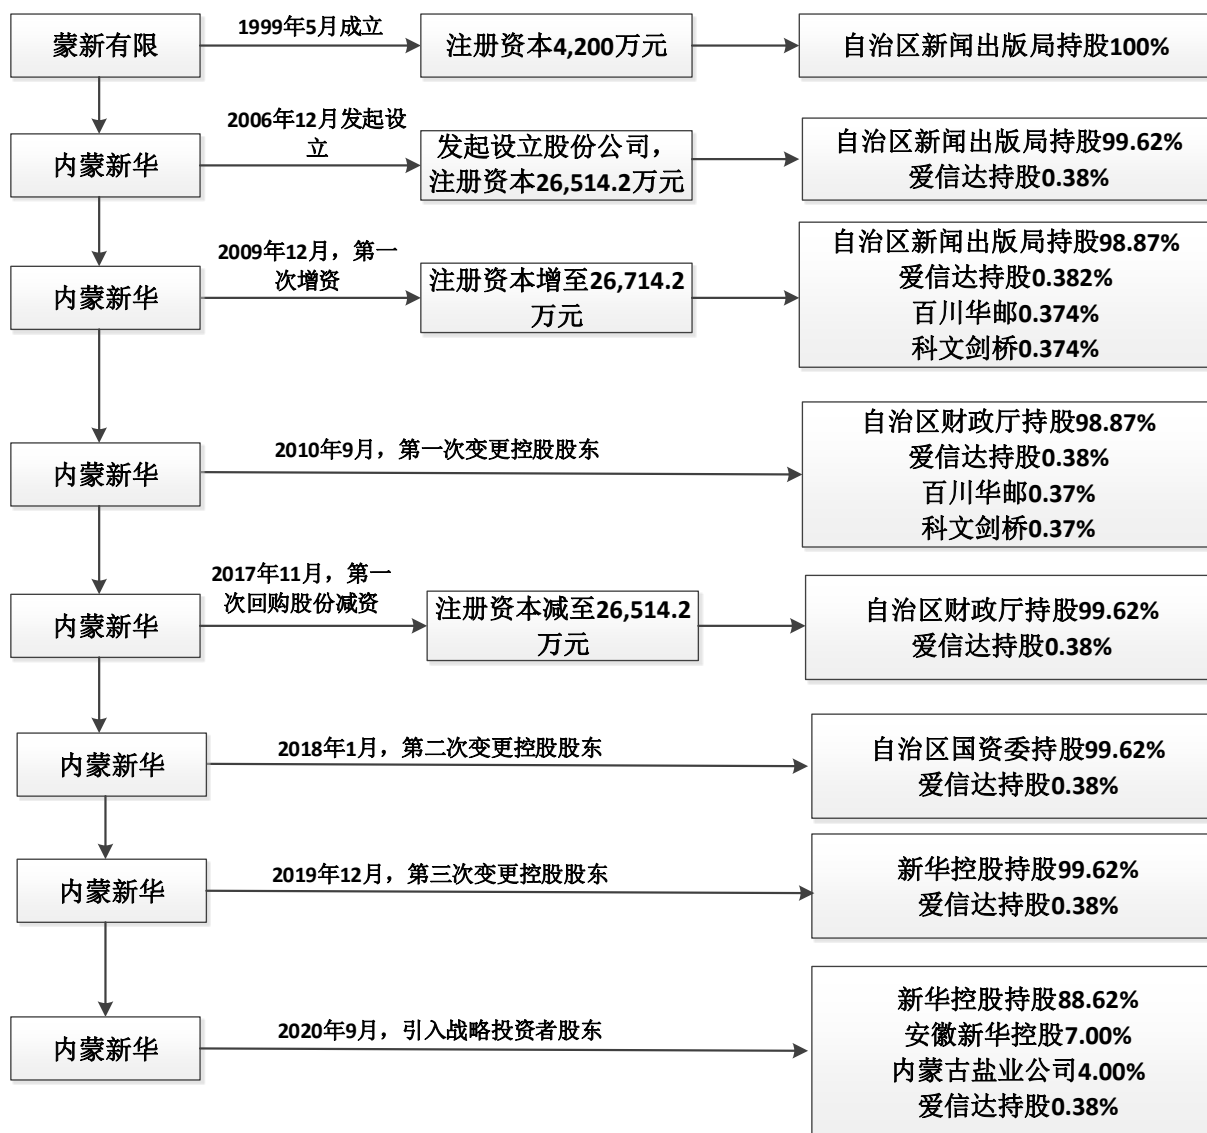 蒙新有限
1999年5月成立
注册资本4,200万元
自治区新闻出版局持股100%
内蒙新华
2006年12月发起设
立
发起设立股份公司，
注册资本26,514.2万元
自治区新闻出版局持股99.62%
爱信达持股0.38%
内蒙新华
2009年12月，第一
次增资
注册资本增至26,714.2
万元
自治区新闻出版局持股98.87%
爱信达持股0.382%
百川华邮0.374%
科文剑桥0.374%
内蒙新华
2010年9月，第一次变更控股股东
自治区财政厅持股98.87%
爱信达持股0.38%
百川华邮0.37%
科文剑桥0.37%
内蒙新华
2017年11月，第一
次回购股份减资
注册资本减至26,514.2
万元
自治区财政厅持股99.62%
爱信达持股0.38%
内蒙新华
2018年1月，第二次变更控股股东
自治区国资委持股99.62%
爱信达持股0.38%
内蒙新华
2019年12月，第三次变更控股股东
新华控股持股99.62%
爱信达持股0.38%
内蒙新华
2020年9月，引入战略投资者股东
新华控股持股88.62%
安徽新华控股7.00%
内蒙古盐业公司4.00%
爱信达持股0.38%